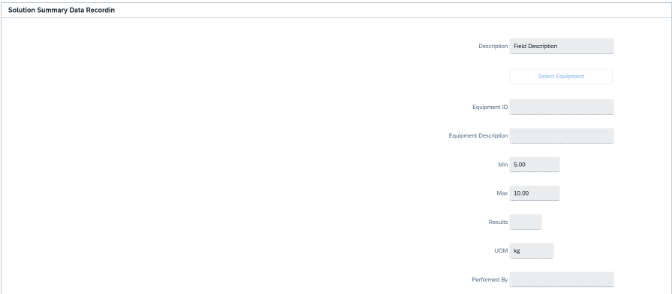 Solution Summary Data Recordin
Description Field Description
Select Equipment
Equipment ID
Equipment Description
Min 5.00
Max 10.00
Results
UOM kg
Performed By